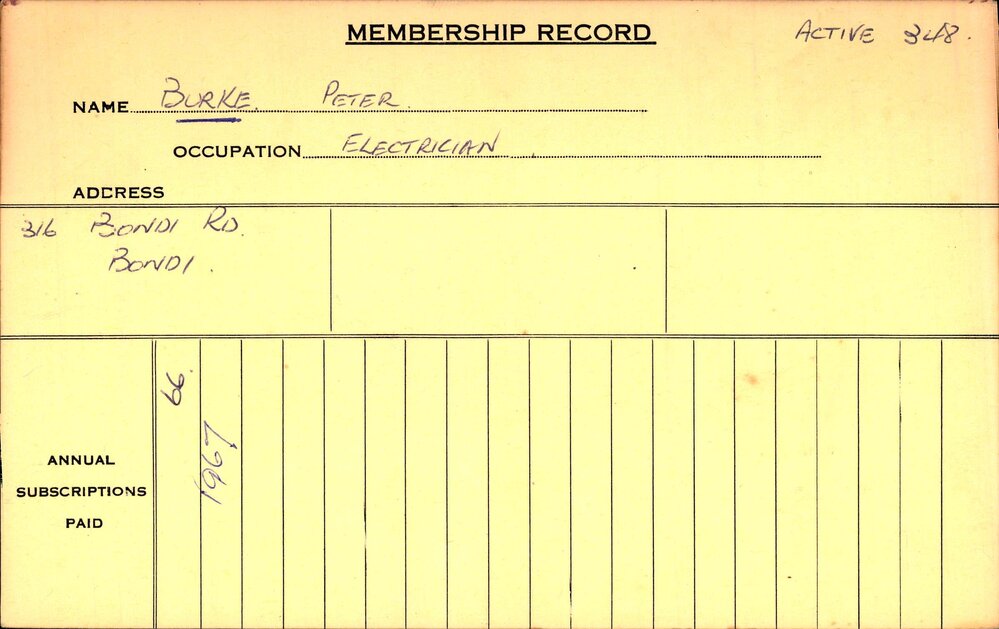 MEMBERSHIP RECORD
ACTIVE 348.
NAME BURKE. PETER.
OCCUPATION ELECTRICIAN
ADDRESS
316 BONDI RD.
BONDI.
66.
1967
ANNUAL
SUBSCRIPTIONS
PAID